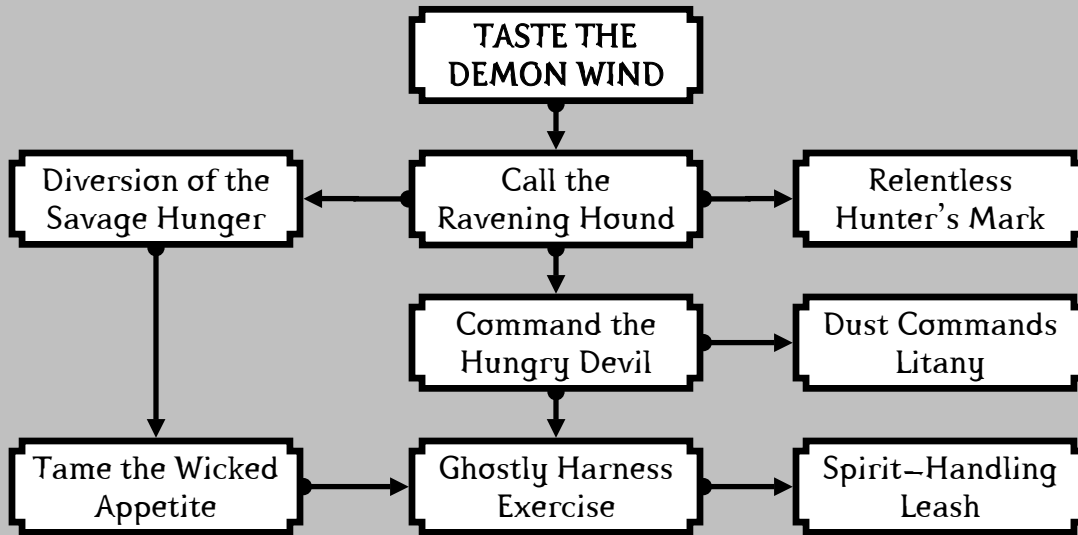 TASTE THE
DEMON WIND
Diversion of the
Savage Hunger
Call the
Ravening Hound
Relentless
Hunter's Mark
Command the
Hungry Devil
Dust Commands
Litany
Tame the Wicked
Appetite
Ghostly Harness
Exercise
Spirit–Handling
Leash